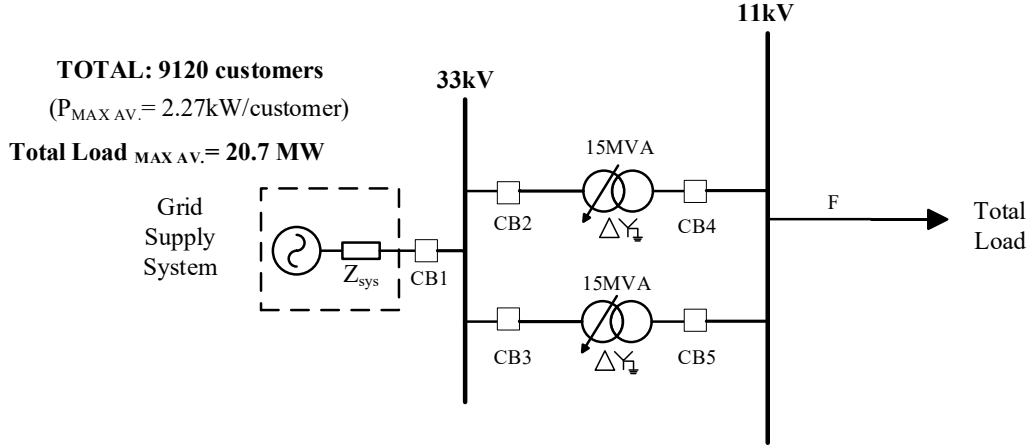 11kV
TOTAL: 9120 customers
33kV
(PMAX AV.= 2.27kW/customer)
Total Load MAX AV.= 20.7 MW
15MVA
Grid
Supply
System
Zsys
CB1
CB2
CB4
F
Total
Load
15MVA
CB3
CB5